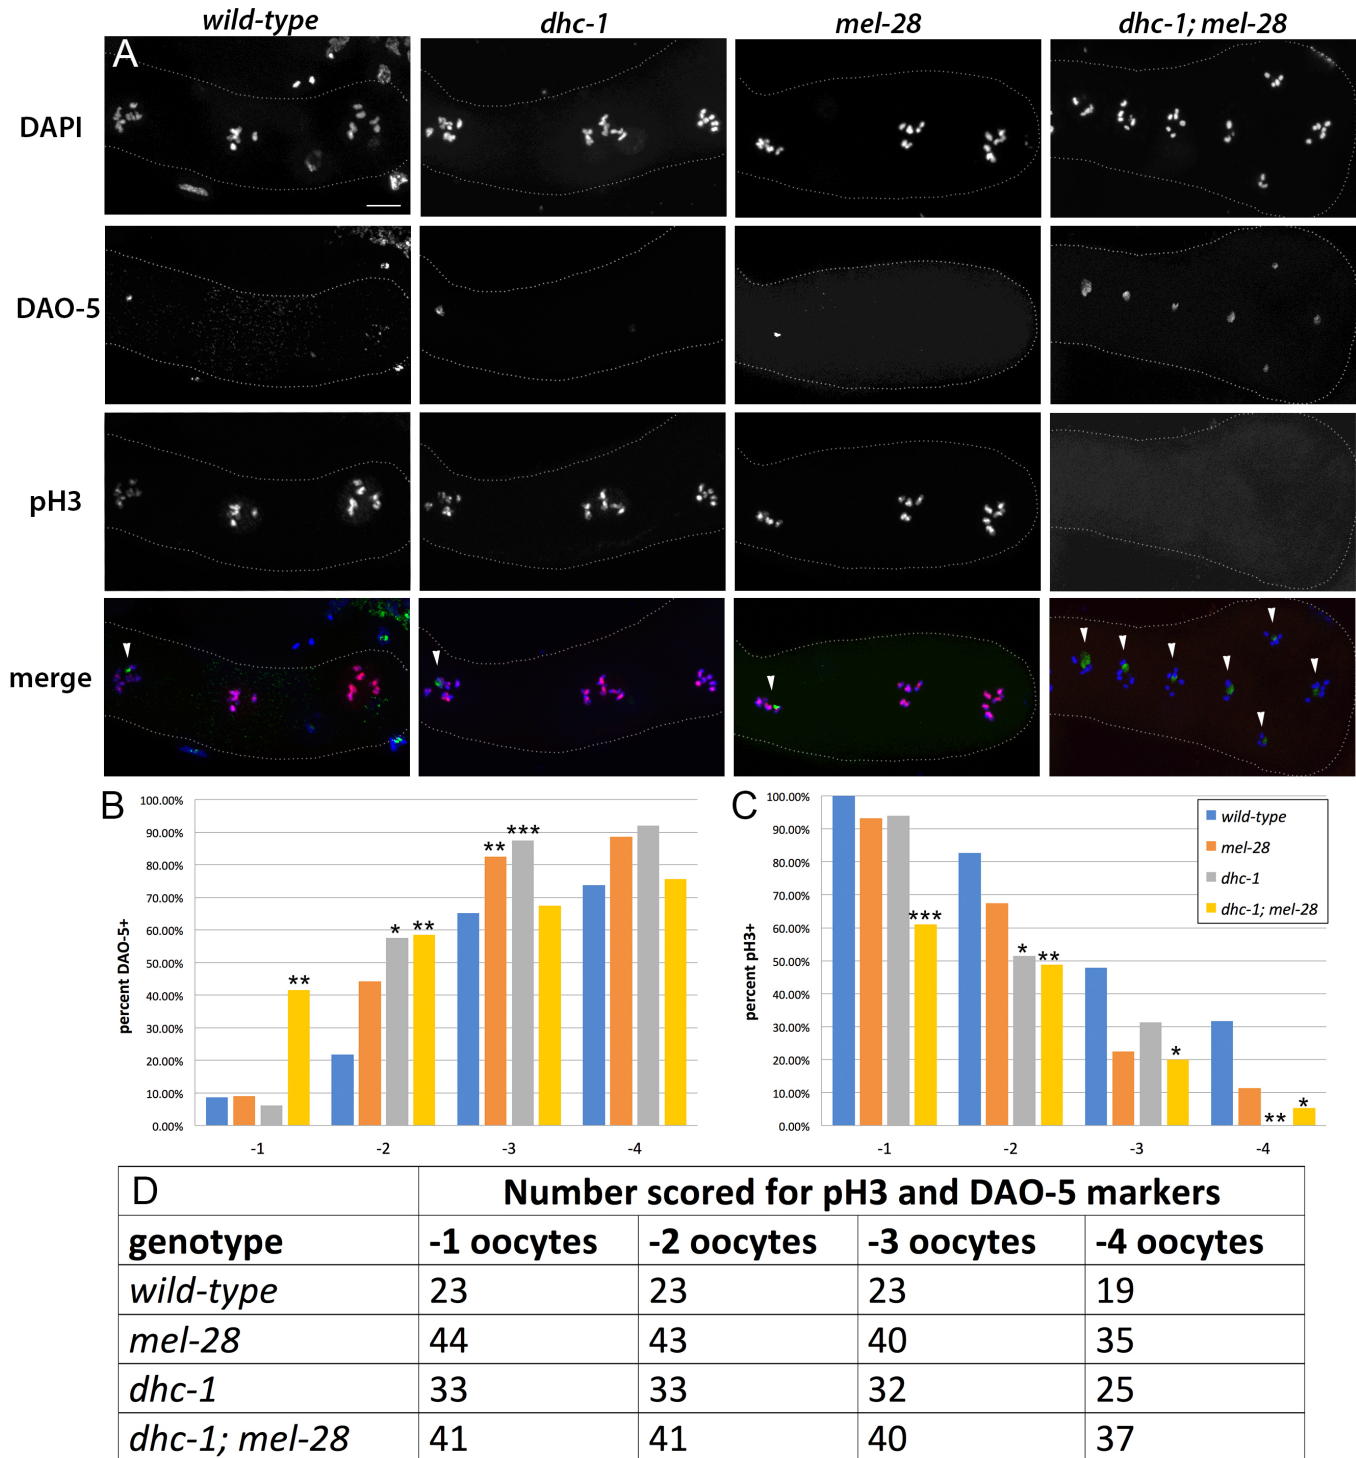 wild-type dhc-1 mel-28 dhc-1; mel-28
A
DAPI
DAO-5
pH3
merge
B
percent DAO-5+
100.00%
90.00%
80.00%
70.00%
60.00%
50.00%
40.00%
30.00%
20.00%
10.00%
0.00%
**
* **
** ***
-1 -2 -3 -4
C
percent pH3+
100.00%
90.00%
80.00%
70.00%
60.00%
50.00%
40.00%
30.00%
20.00%
10.00%
0.00%
***
* **
*
** *
-1 -2 -3 -4
wild-type
mel-28
dhc-1
dhc-1; mel-28
D Number scored for pH3 and DAO-5 markers
genotype -1 oocytes -2 oocytes -3 oocytes -4 oocytes
wild-type 23 23 23 19
mel-28 44 43 40 35
dhc-1 33 33 32 25
dhc-1; mel-28 41 41 40 37